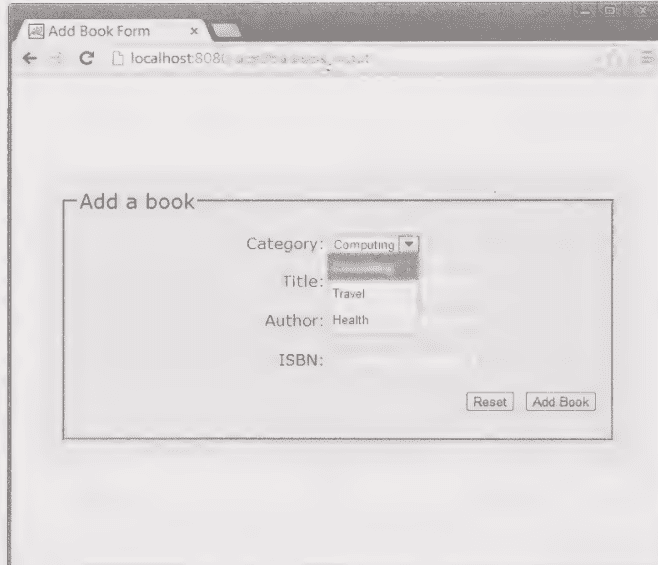 Add Book Form
localhost:808
Add a book
Category: Computing
Title:
Travel
Author: Health
ISBN:
Reset Add Book